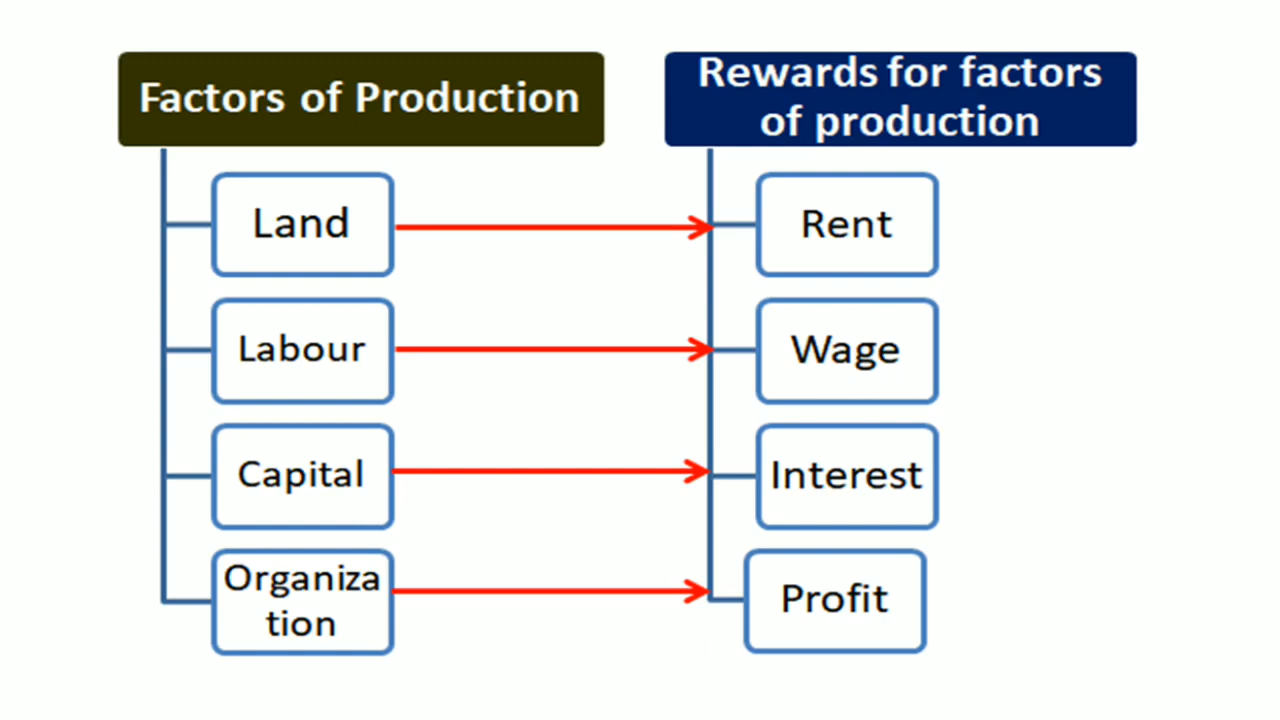 Factors of Production
Rewards for factors
of production
Land
Rent
Labour
Wage
Capital
Interest
Organiza
tion
Profit